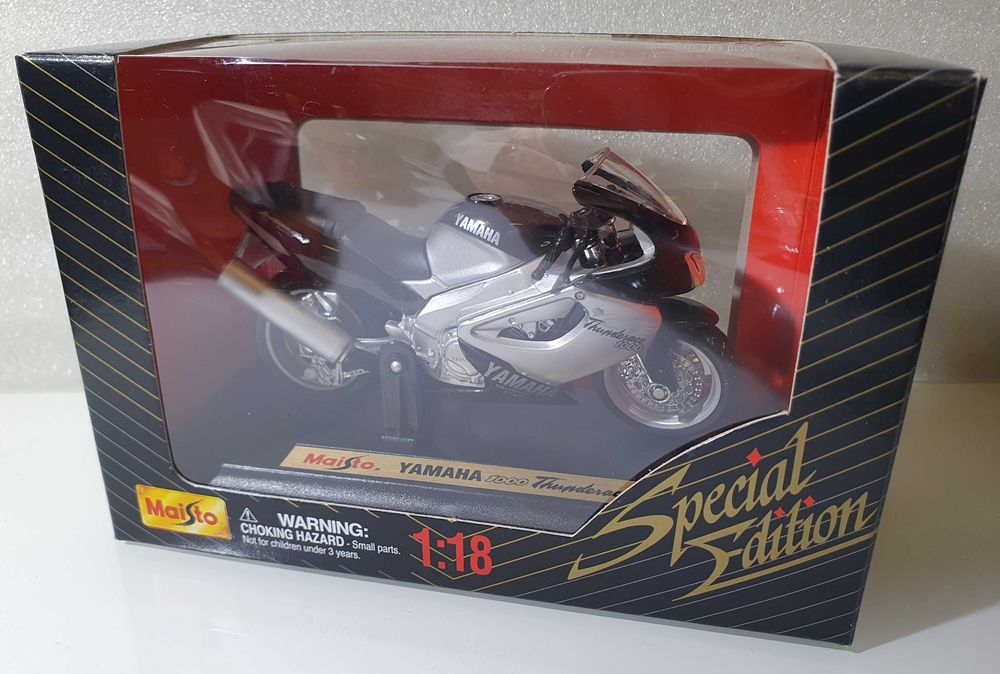 YAMAHA
Thunderace
YAMAHA
Maisto. YAMAHA 1000 Thunderace
Maisto
WARNING:
CHOKING HAZARD - Small parts.
Not for children under 3 years.
1:18
Special
Edition